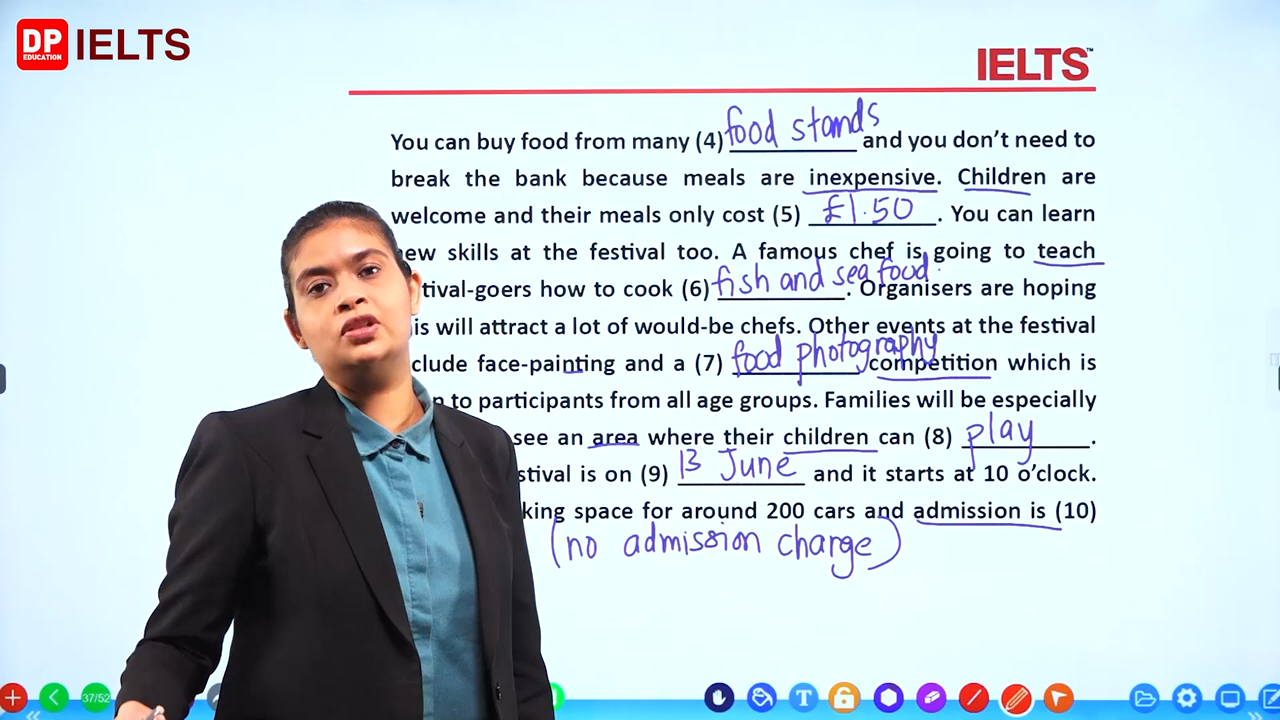 DP
EDUCATION
IELTS
IELTS™
You can buy food from many (4) food stands and you don't need to
break the bank because meals are inexpensive. Children are
welcome and their meals only cost (5) £1.50. You can learn
ew skills at the festival too. A famous chef is going to teach
tival-goers how to cook (6) fish and sea food. Organisers are hoping
is will attract a lot of would-be chefs. Other events at the festival
clude face-painting and a (7) food photography competition which is
n to participants from all age groups. Families will be especially
see an area where their children can (8) play.
stival is on (9) 13 June and it starts at 10 o'clock.
king space for around 200 cars and admission is (10)
(no admission charge)
37/52